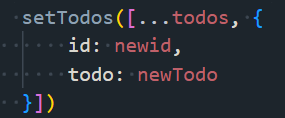 setTodos([...todos, {
    id: newid,
    todo: newTodo
}])